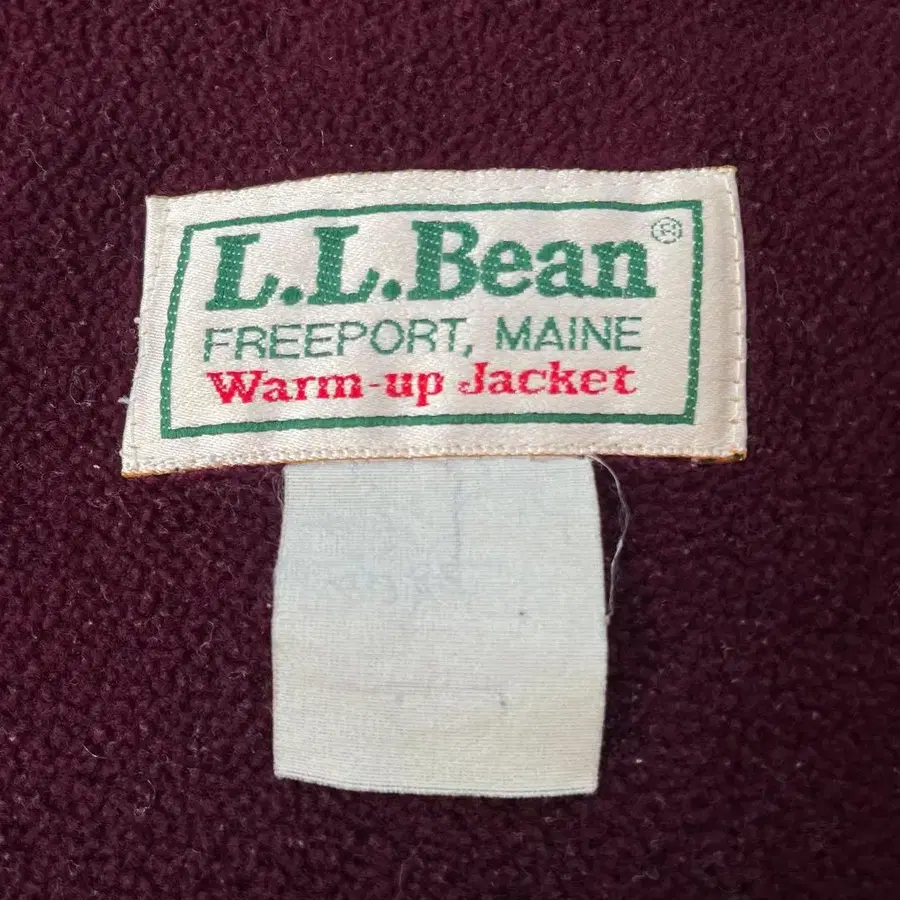 L.L.Bean®
FREEPORT, MAINE
Warm-up Jacket